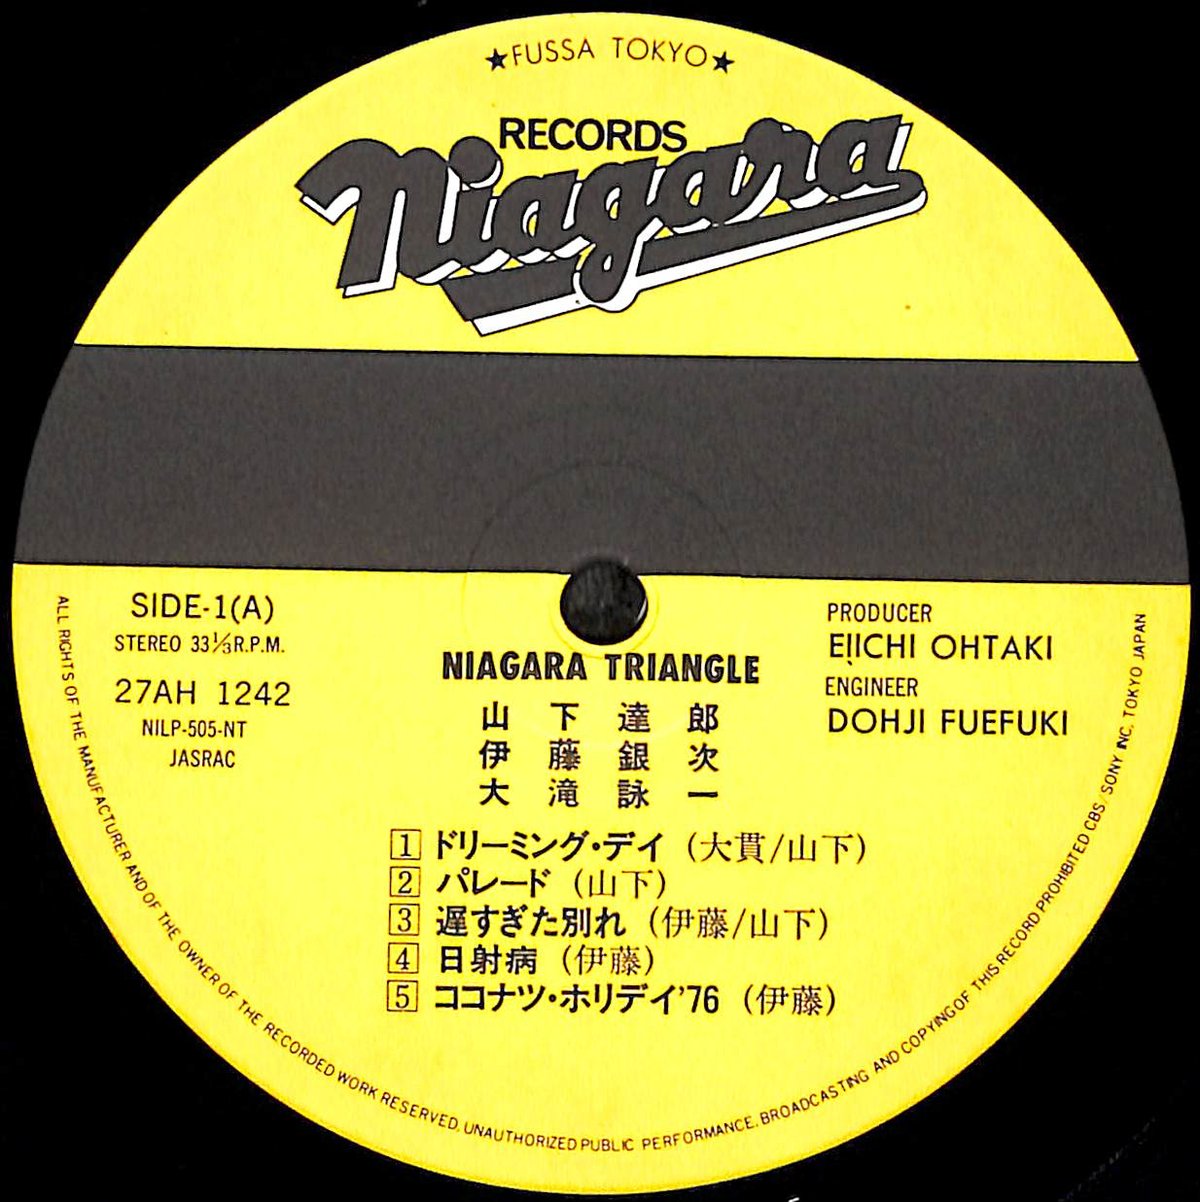 ★FUSSA TOKYO★
RECORDS
Niagara
SIDE-1(A)
STEREO 33⅓R.P.M.
27AH 1242
NILP-505-NT
JASRAC
PRODUCER
EIICHI OHTAKI
ENGINEER
DOHJI FUEFUKI
NIAGARA TRIANGLE
山下達郎
伊藤銀次
大滝詠一
1 ドリーミング・デイ (大貫/山下)
2 パレード (山下)
3 遅すぎた別れ (伊藤/山下)
4 日射病 (伊藤)
5 ココナツ・ホリデイ'76 (伊藤)
ALL RIGHTS OF THE MANUFACTURER AND OF THE OWNER OF THE RECORDED WORK RESERVED. UNAUTHORIZED PUBLIC PERFORMANCE. BROADCASTING AND COPYING OF THIS RECORD PROHIBITED CBS/SONY INC. TOKYO JAPAN